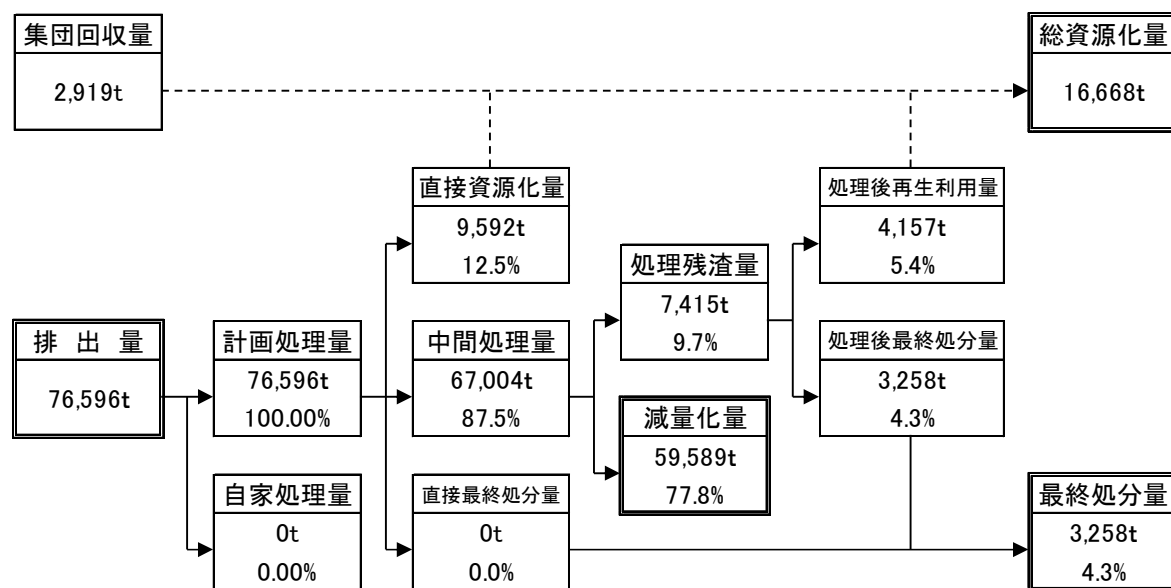 集団回収量
2,919t
総資源化量
16,668t
直接資源化量
9,592t
12.5%
処理後再生利用量
4,157t
5.4%
処理残渣量
7,415t
9.7%
排 出 量
76,596t
計画処理量
76,596t
100.00%
中間処理量
67,004t
87.5%
処理後最終処分量
3,258t
4.3%
減量化量
59,589t
77.8%
自家処理量
0t
0.00%
直接最終処分量
0t
0.0%
最終処分量
3,258t
4.3%